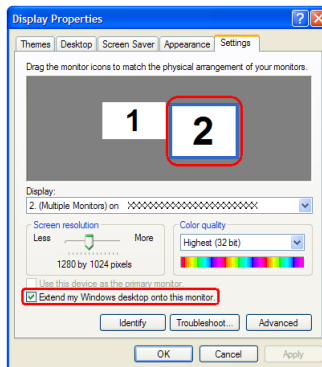 Display Properties
Themes Desktop Screen Saver Appearance Settings
Drag the monitor icons to match the physical arrangement of your monitors.
1 2
Display:
2. (Multiple Monitors) on XXXXXXXXXXXXXXXXXXXXXX
Screen resolution Color quality
Less More Highest (32 bit)
1280 by 1024 pixels
Use this device as the primary monitor.
Extend my Windows desktop onto this monitor.
Identify Troubleshoot... Advanced
OK Cancel Apply